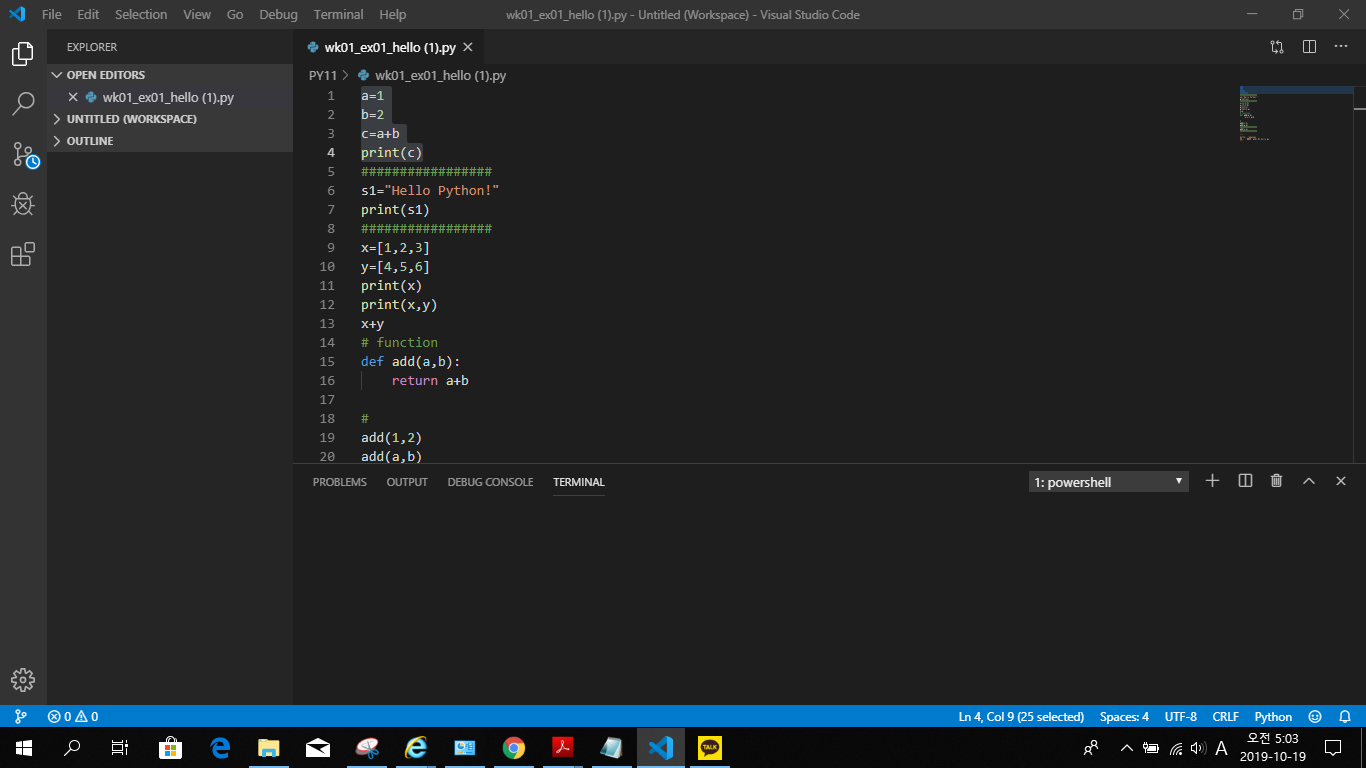 File Edit Selection View Go Debug Terminal Help wk01_ex01_hello (1).py - Untitled (Workspace) - Visual Studio Code
EXPLORER
OPEN EDITORS
wk01_ex01_hello (1).py
UNTITLED (WORKSPACE)
OUTLINE
wk01_ex01_hello (1).py
PY11 > wk01_ex01_hello (1).py
1 a=1
2 b=2
3 c=a+b
4 print(c)
5 #################
6 s1="Hello Python!"
7 print(s1)
8 #################
9 x=[1,2,3]
10 y=[4,5,6]
11 print(x)
12 print(x,y)
13 x+y
14 # function
15 def add(a,b):
16 return a+b
17
18 #
19 add(1,2)
20 add(a,b)
PROBLEMS OUTPUT DEBUG CONSOLE TERMINAL 1: powershell
0 0 Ln 4, Col 9 (25 selected) Spaces: 4 UTF-8 CRLF Python
TALK
A 오전 5:03
2019-10-19